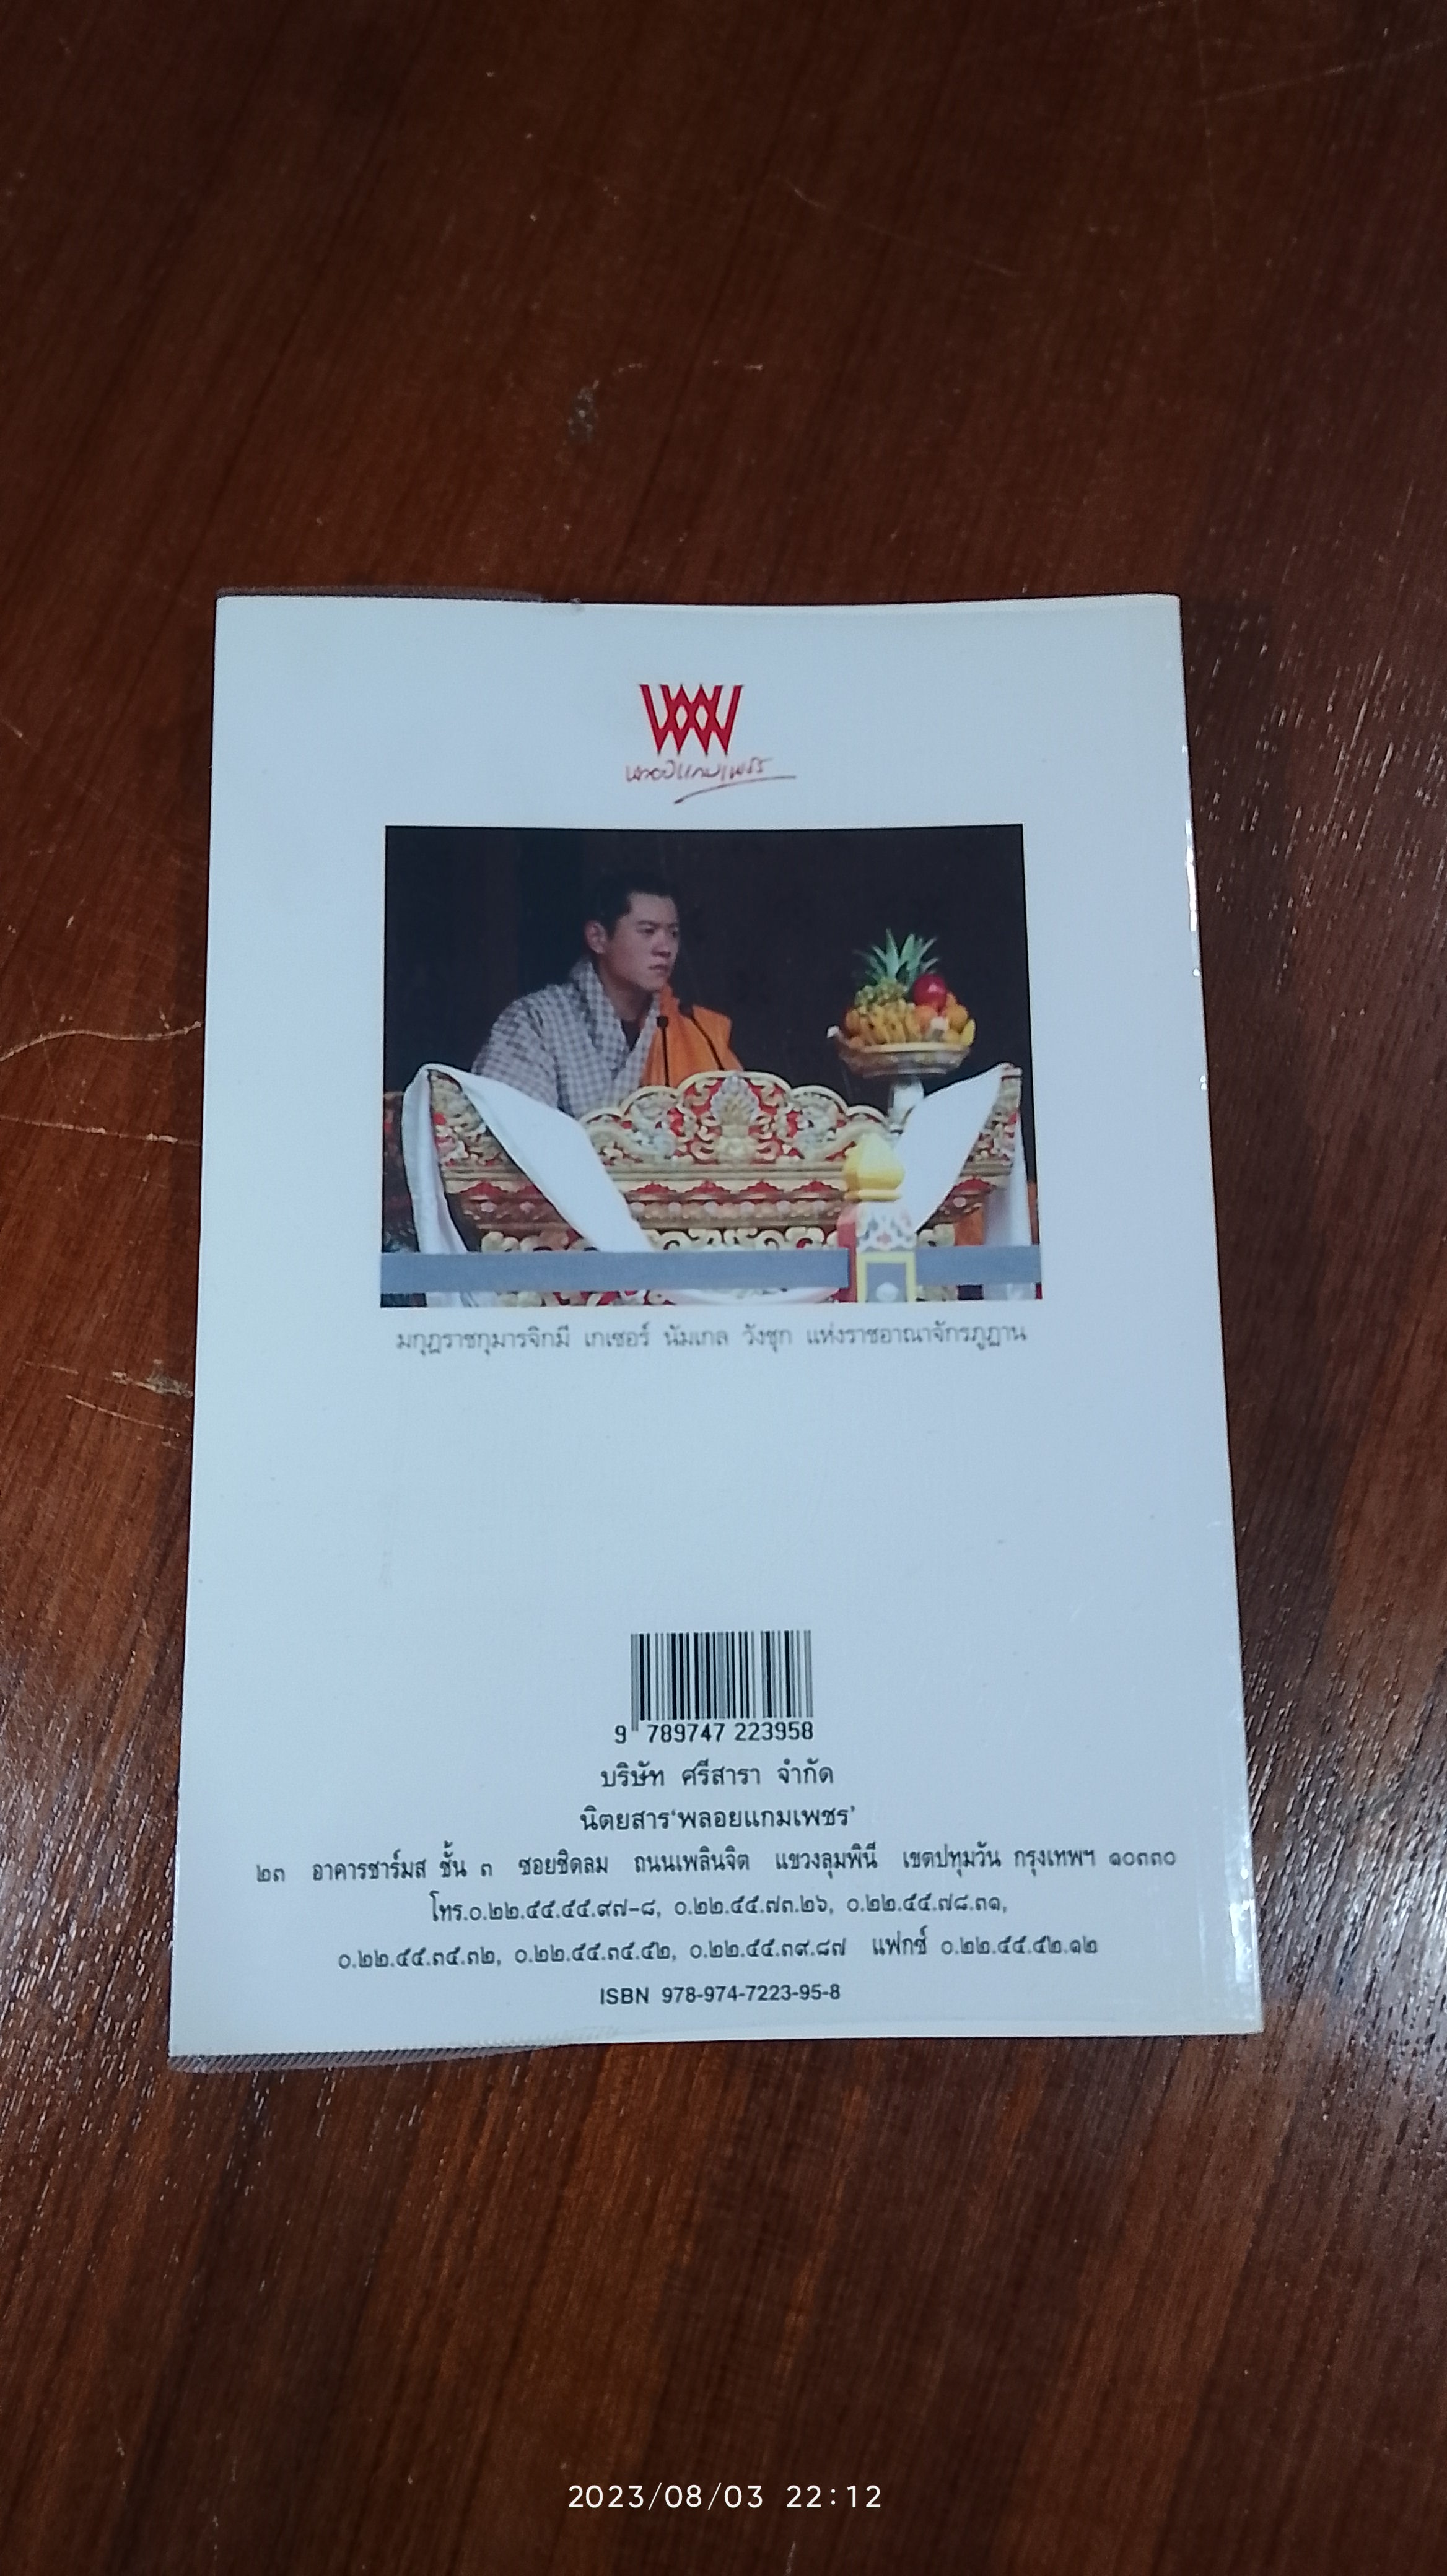 พลอยแกมเพชร
มกุฎราชกุมารจิกมี เกเซอร์ นัมเกล วังชุก แห่งราชอาณาจักรภูฏาน
9 789747 223958
บริษัท ศรีสารา จำกัด
นิตยสาร‘พลอยแกมเพชร’
๒๓ อาคารชาร์มส ชั้น ๓ ซอยชิดลม ถนนเพลินจิต แขวงลุมพินี เขตปทุมวัน กรุงเทพฯ ๑๐๓๓๐
โทร.๐.๒๒.๕๕.๔๕.๙๗-๘, ๐.๒๒.๕๕.๗๓.๒๖, ๐.๒๒.๕๕.๗๘.๓๑,
๐.๒๒.๕๕.๓๕.๓๒, ๐.๒๒.๕๕.๓๕.๕๒, ๐.๒๒.๕๕.๓๙.๘๗ แฟกซ์ ๐.๒๒.๕๕.๕๒.๑๒
ISBN 978-974-7223-95-8
2023/08/03 22:12